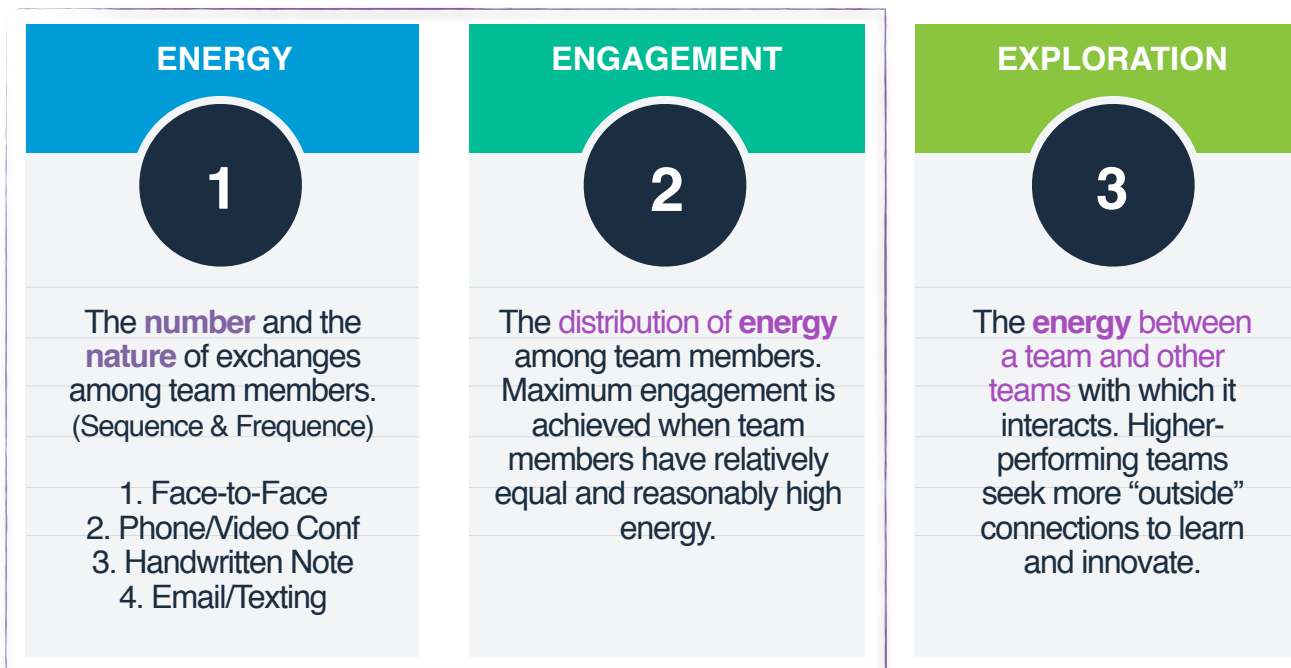 ENERGY
1
The number and the
nature of exchanges
among team members.
(Sequence & Frequence)
1. Face-to-Face
2. Phone/Video Conf
3. Handwritten Note
4. Email/Texting
ENGAGEMENT
2
The distribution of energy
among team members.
Maximum engagement is
achieved when team
members have relatively
equal and reasonably high
energy.
EXPLORATION
3
The energy between
a team and other
teams with which it
interacts. Higher-
performing teams
seek more “outside”
connections to learn
and innovate.